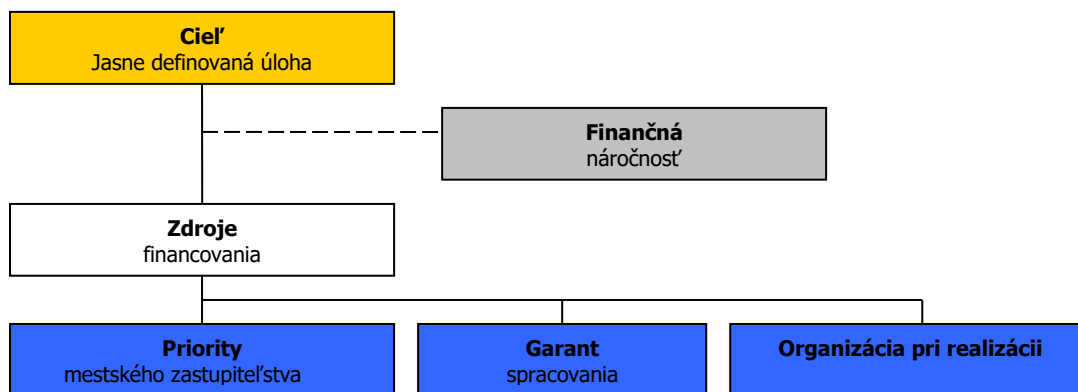 Cieľ
Jasne definovaná úloha
Finančná
náročnosť
Zdroje
financovania
Priority
mestského zastupiteľstva
Garant
spracovania
Organizácia pri realizácii